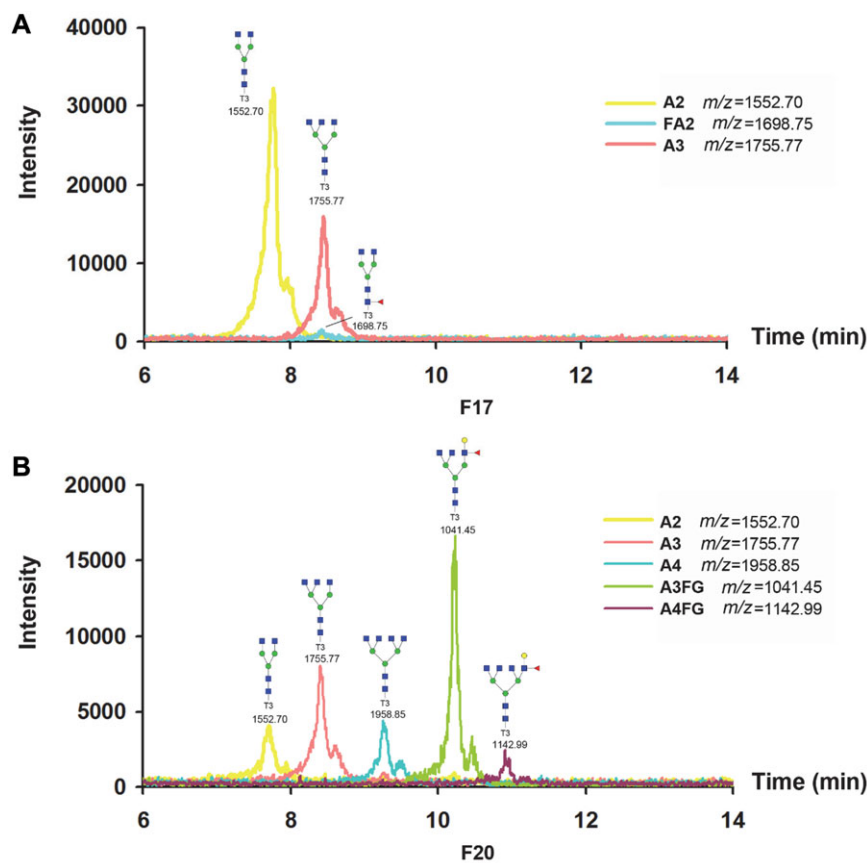 A
40000
30000
20000
10000
0
Intensity
T3
1552.70
T3
1755.77
T3
1698.75
A2 m/z=1552.70
FA2 m/z=1698.75
A3 m/z=1755.77
6 8 10 12 14
Time (min)
F17
B
20000
15000
10000
5000
0
Intensity
T3
1552.70
T3
1755.77
T3
1958.85
T3
1041.45
T3
1142.99
A2 m/z=1552.70
A3 m/z=1755.77
A4 m/z=1958.85
A3FG m/z=1041.45
A4FG m/z=1142.99
6 8 10 12 14
Time (min)
F20